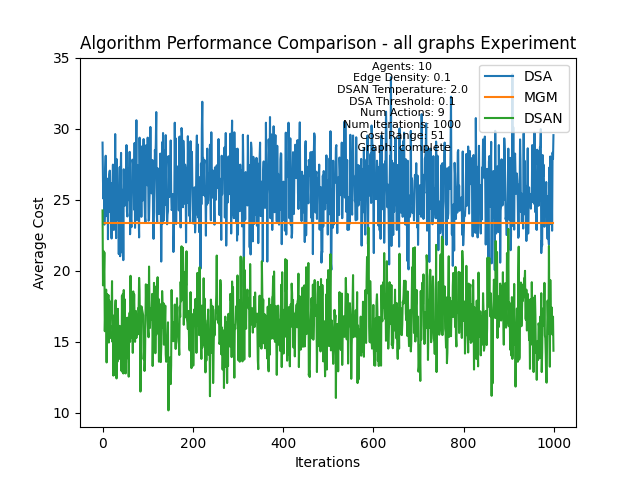 Algorithm Performance Comparison - all graphs Experiment
Agents: 10
Edge Density: 0.1
DSAN Temperature: 2.0
DSA Threshold: 0.1
Num Actions: 9
Num Iterations: 1000
Cost Range: 51
Graph: complete
DSA
MGM
DSAN
Average Cost
35
30
25
20
15
10
0
200
400
600
800
1000
Iterations